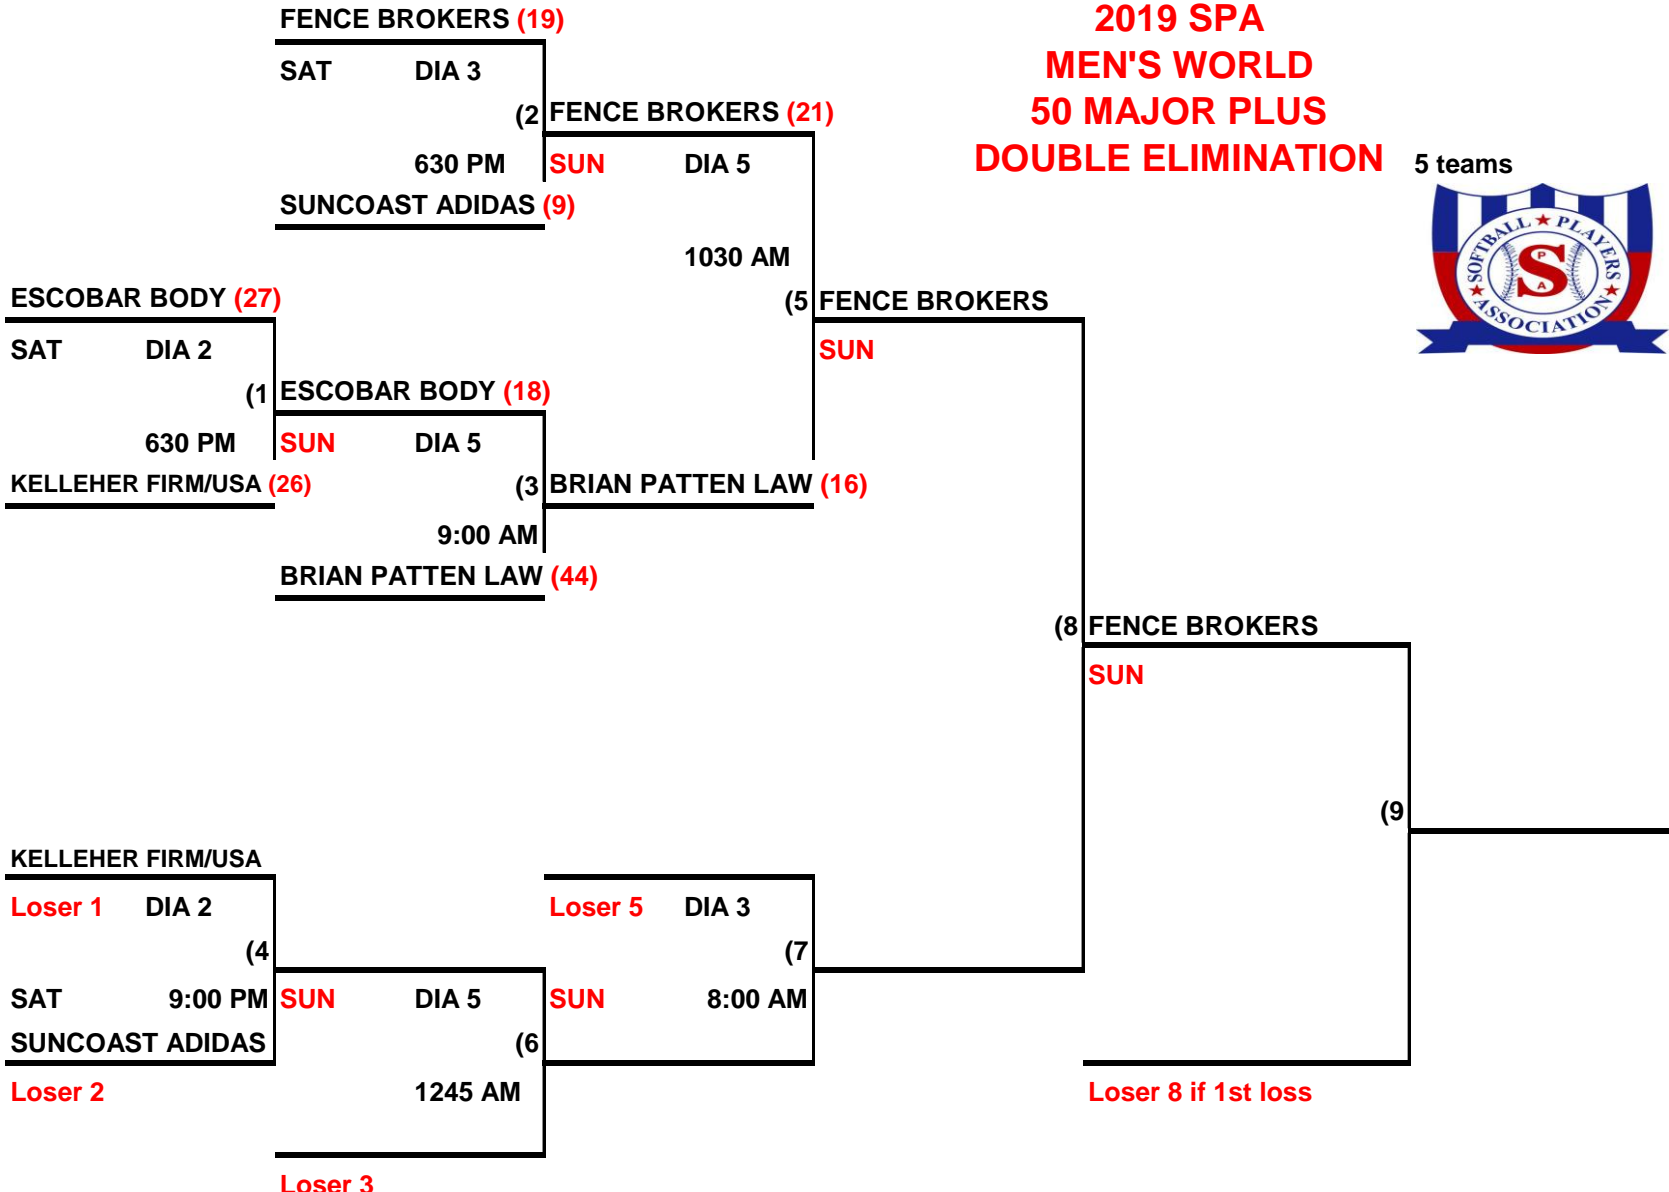 FENCE BROKERS (19)
2019 SPA
MEN'S WORLD
50 MAJOR PLUS
DOUBLE ELIMINATION
5 teams
SAT DIA 3
(2 FENCE BROKERS (21)
630 PM SUN DIA 5
SUNCOAST ADIDAS (9)
SOFTBALL ★ PLAYERS
★ ASSOCIATION ★
S
P
A
1030 AM
ESCOBAR BODY (27)
(5 FENCE BROKERS
SAT DIA 2
SUN
(1 ESCOBAR BODY (18)
630 PM SUN DIA 5
KELLEHER FIRM/USA (26)
(3 BRIAN PATTEN LAW (16)
9:00 AM
BRIAN PATTEN LAW (44)
(8 FENCE BROKERS
SUN
(9
KELLEHER FIRM/USA
Loser 1 DIA 2
Loser 5 DIA 3
(4
(7
SAT 9:00 PM SUN DIA 5
SUN 8:00 AM
SUNCOAST ADIDAS
(6
Loser 2
1245 AM
Loser 8 if 1st loss
Loser 3